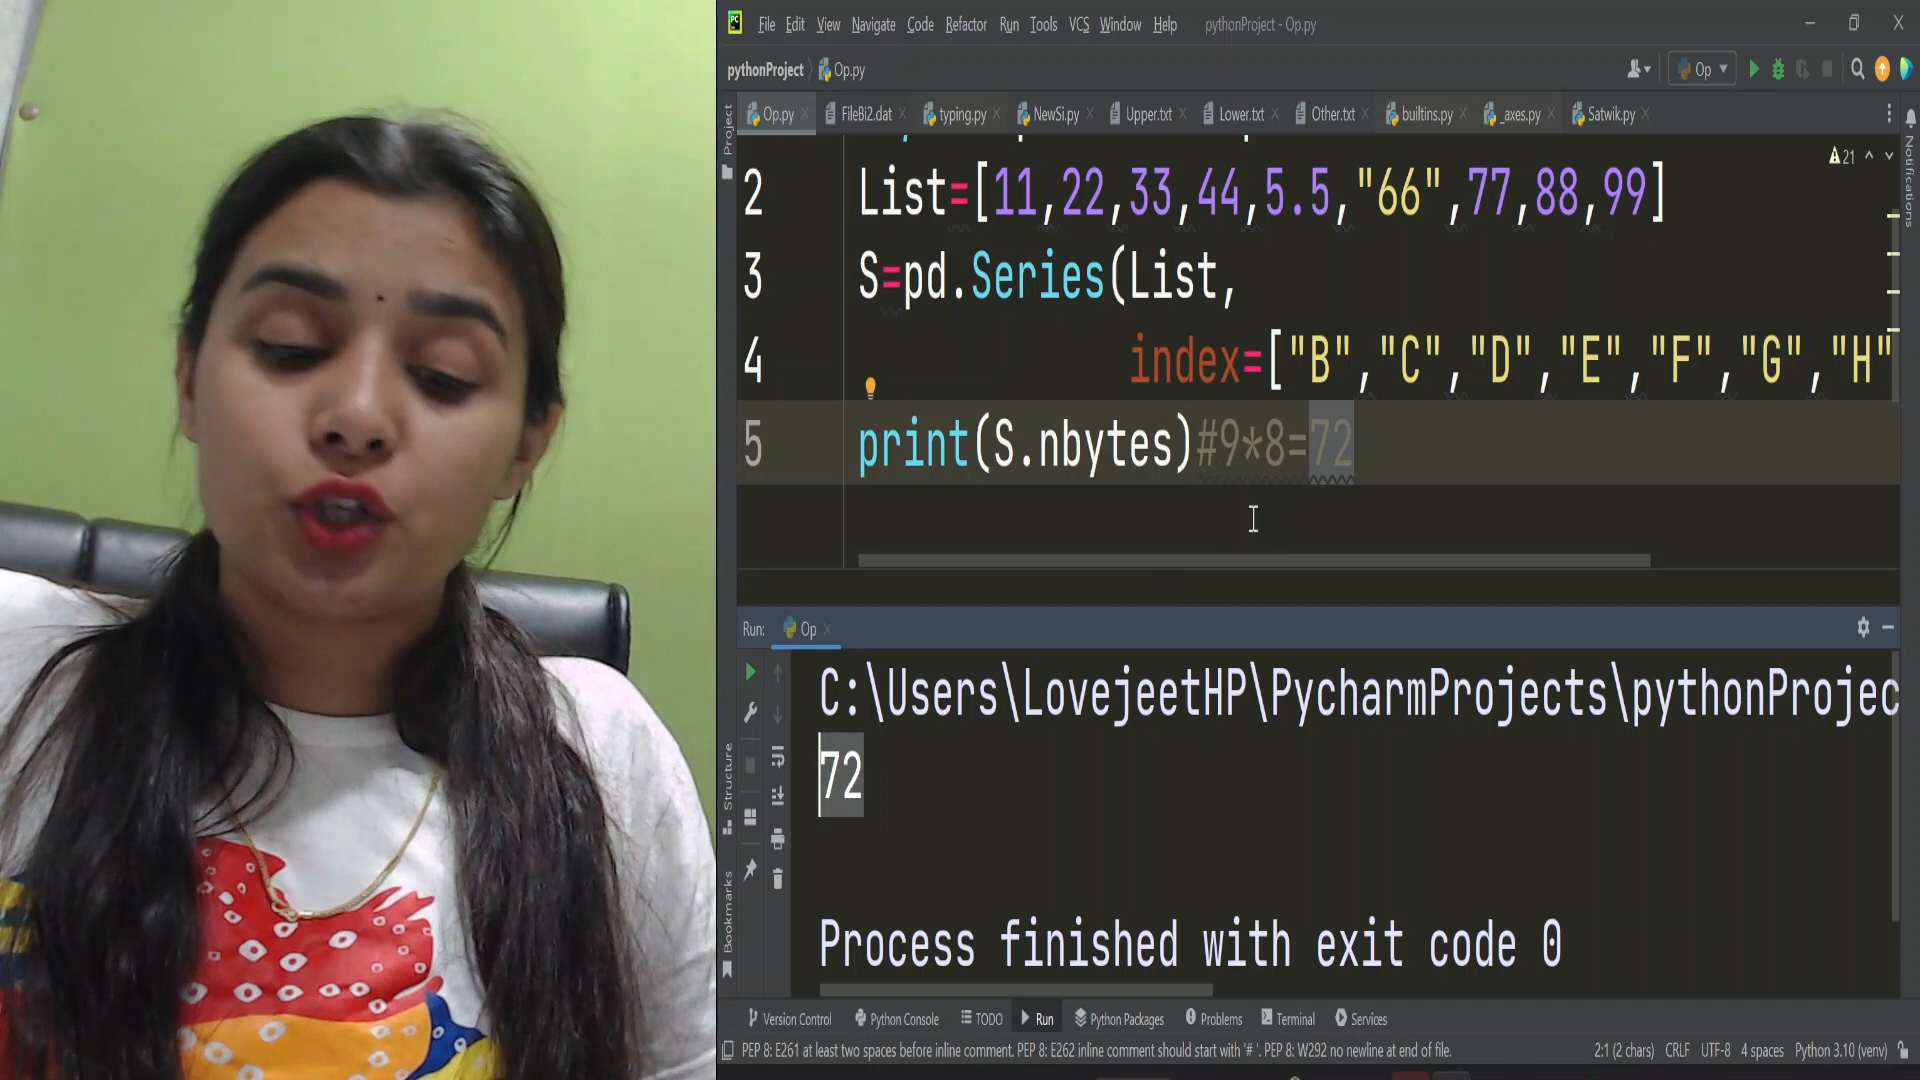 File Edit View Navigate Code Refactor Run Tools VCS Window Help pythonProject - Op.py
pythonProject Op.py Op
Op.py FileBi2.dat typing.py NewSi.py Upper.txt Lower.txt Other.txt builtins.py _axes.py Satwik.py
Project
Notifications
21
2 List=[11,22,33,44,5.5,"66",77,88,99]
3 S=pd.Series(List,
4 index=["B","C","D","E","F","G","H"
5 print(S.nbytes)#9*8=72
Run: Op
C:\Users\LovejeetHP\PycharmProjects\pythonProjec
72
Process finished with exit code 0
Structure
Bookmarks
Version Control Python Console TODO Run Python Packages Problems Terminal Services
PEP 8: E261 at least two spaces before inline comment. PEP 8: E262 inline comment should start with '# '. PEP 8: W292 no newline at end of file. 2:1 (2 chars) CRLF UTF-8 4 spaces Python 3.10 (venv)